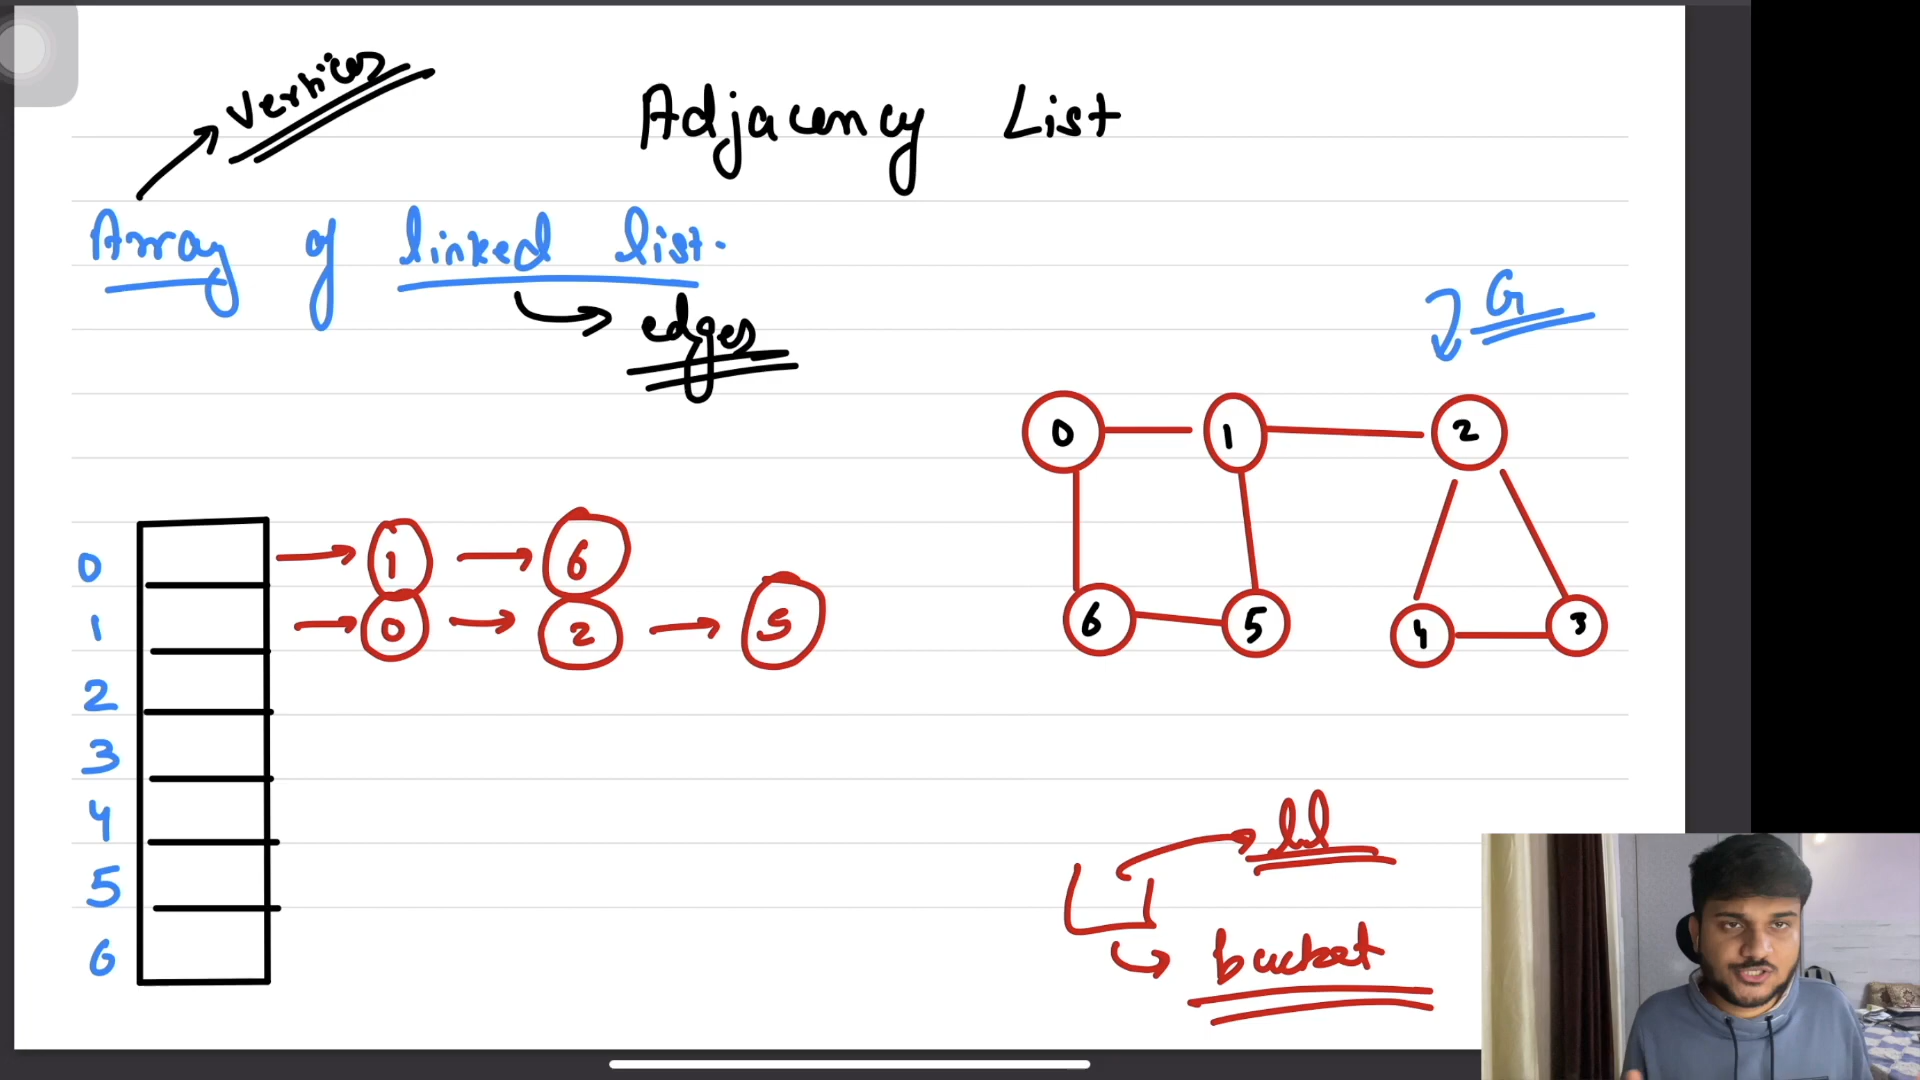 Vertices
Adjacency List
Array of linked list.
edges
G
0 1 2
6 5 4 3
0 → 1 → 6
1 → 0 → 2 → 5
2
3
4
5
6
ll
bucket